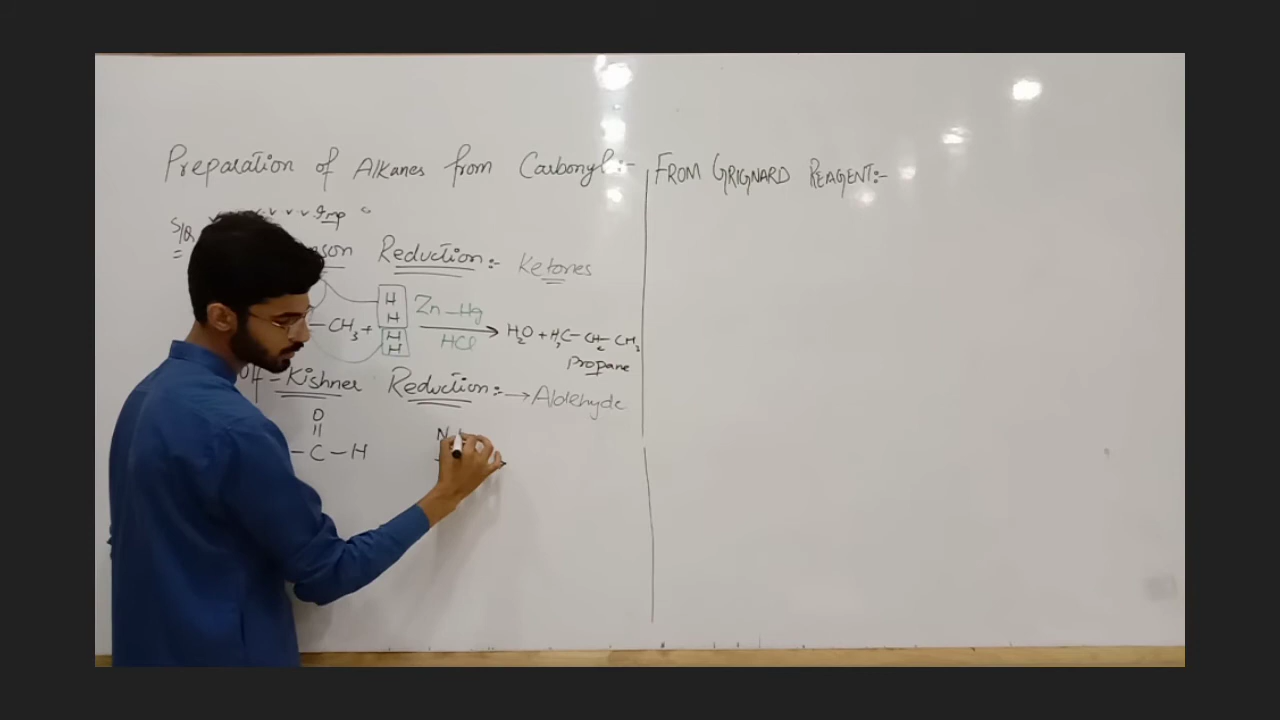 Preparation of Alkanes from Carbonyl:-
S/Q
Imp
Reduction:- Ketones
H
H
H
H
Zn-Hg
HCl
-CH3 +
H2O + H3C-CH2-CH3
Propane
-Kishner Reduction:- → Aldehyde
O
||
-C-H
N
FROM GRIGNARD REAGENT:-